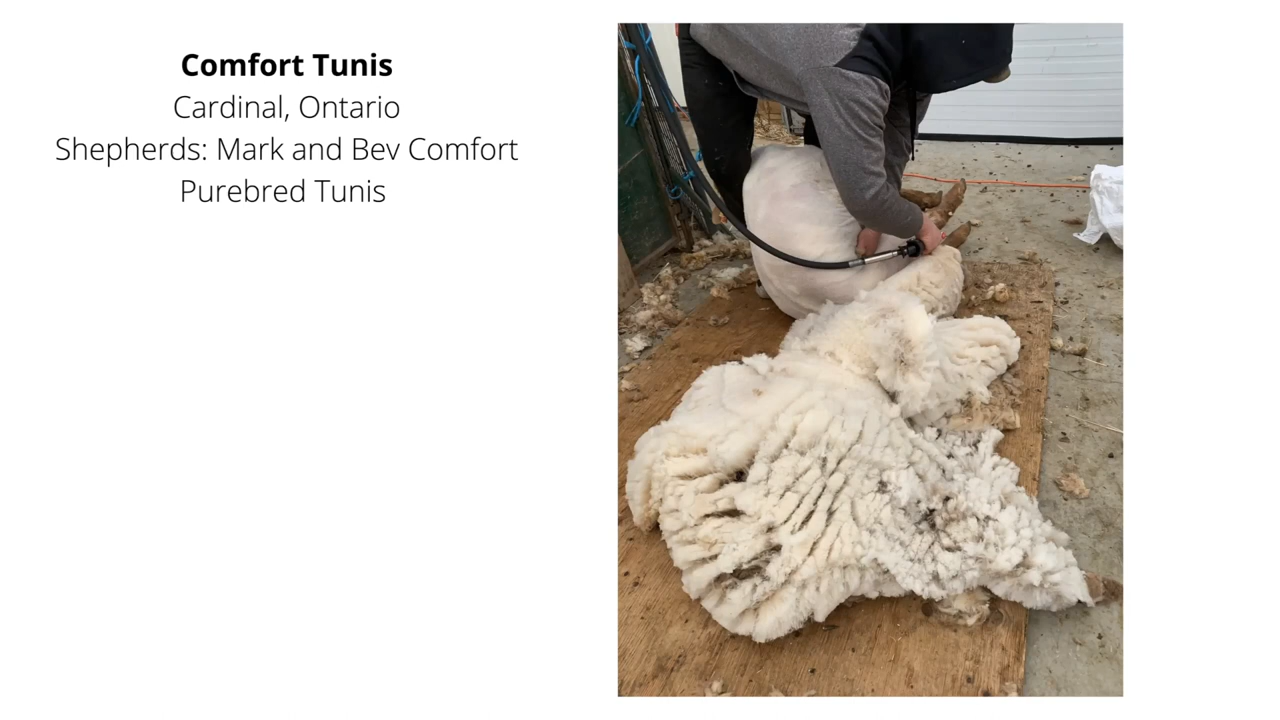 Comfort Tunis
Cardinal, Ontario
Shepherds: Mark and Bev Comfort
Purebred Tunis